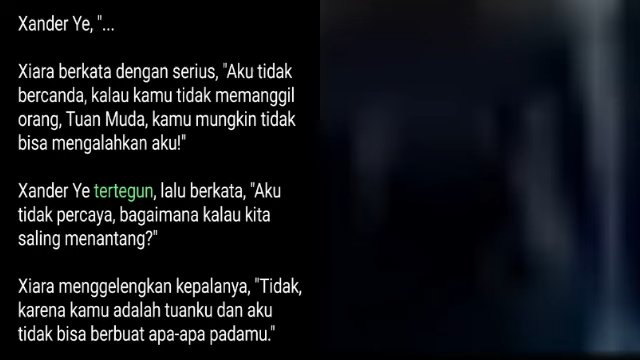 Xander Ye, "...
Xiara berkata dengan serius, "Aku tidak
bercanda, kalau kamu tidak memanggil
orang, Tuan Muda, kamu mungkin tidak
bisa mengalahkan aku!"
Xander Ye tertegun, lalu berkata, "Aku
tidak percaya, bagaimana kalau kita
saling menantang?"
Xiara menggelengkan kepalanya, "Tidak,
karena kamu adalah tuanku dan aku
tidak bisa berbuat apa-apa padamu."